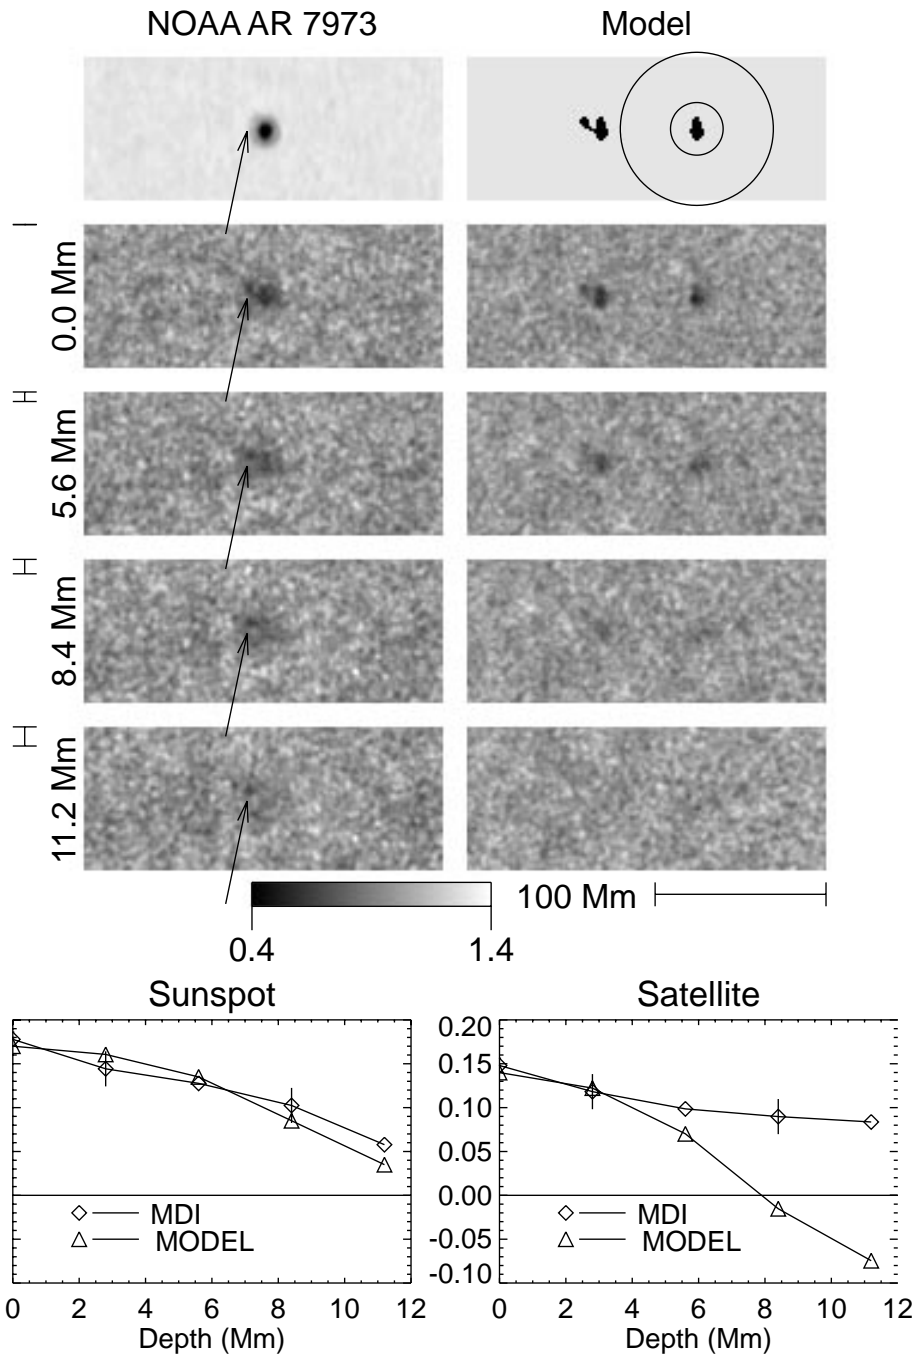 NOAA AR 7973
Model
0.0 Mm
5.6 Mm
8.4 Mm
11.2 Mm
100 Mm
0.4 1.4
Sunspot
Satellite
0.20
0.15
0.10
0.05
0.00
-0.05
-0.10
MDI
MODEL
MDI
MODEL
0 2 4 6 8 10 12
0 2 4 6 8 10 12
Depth (Mm)
Depth (Mm)